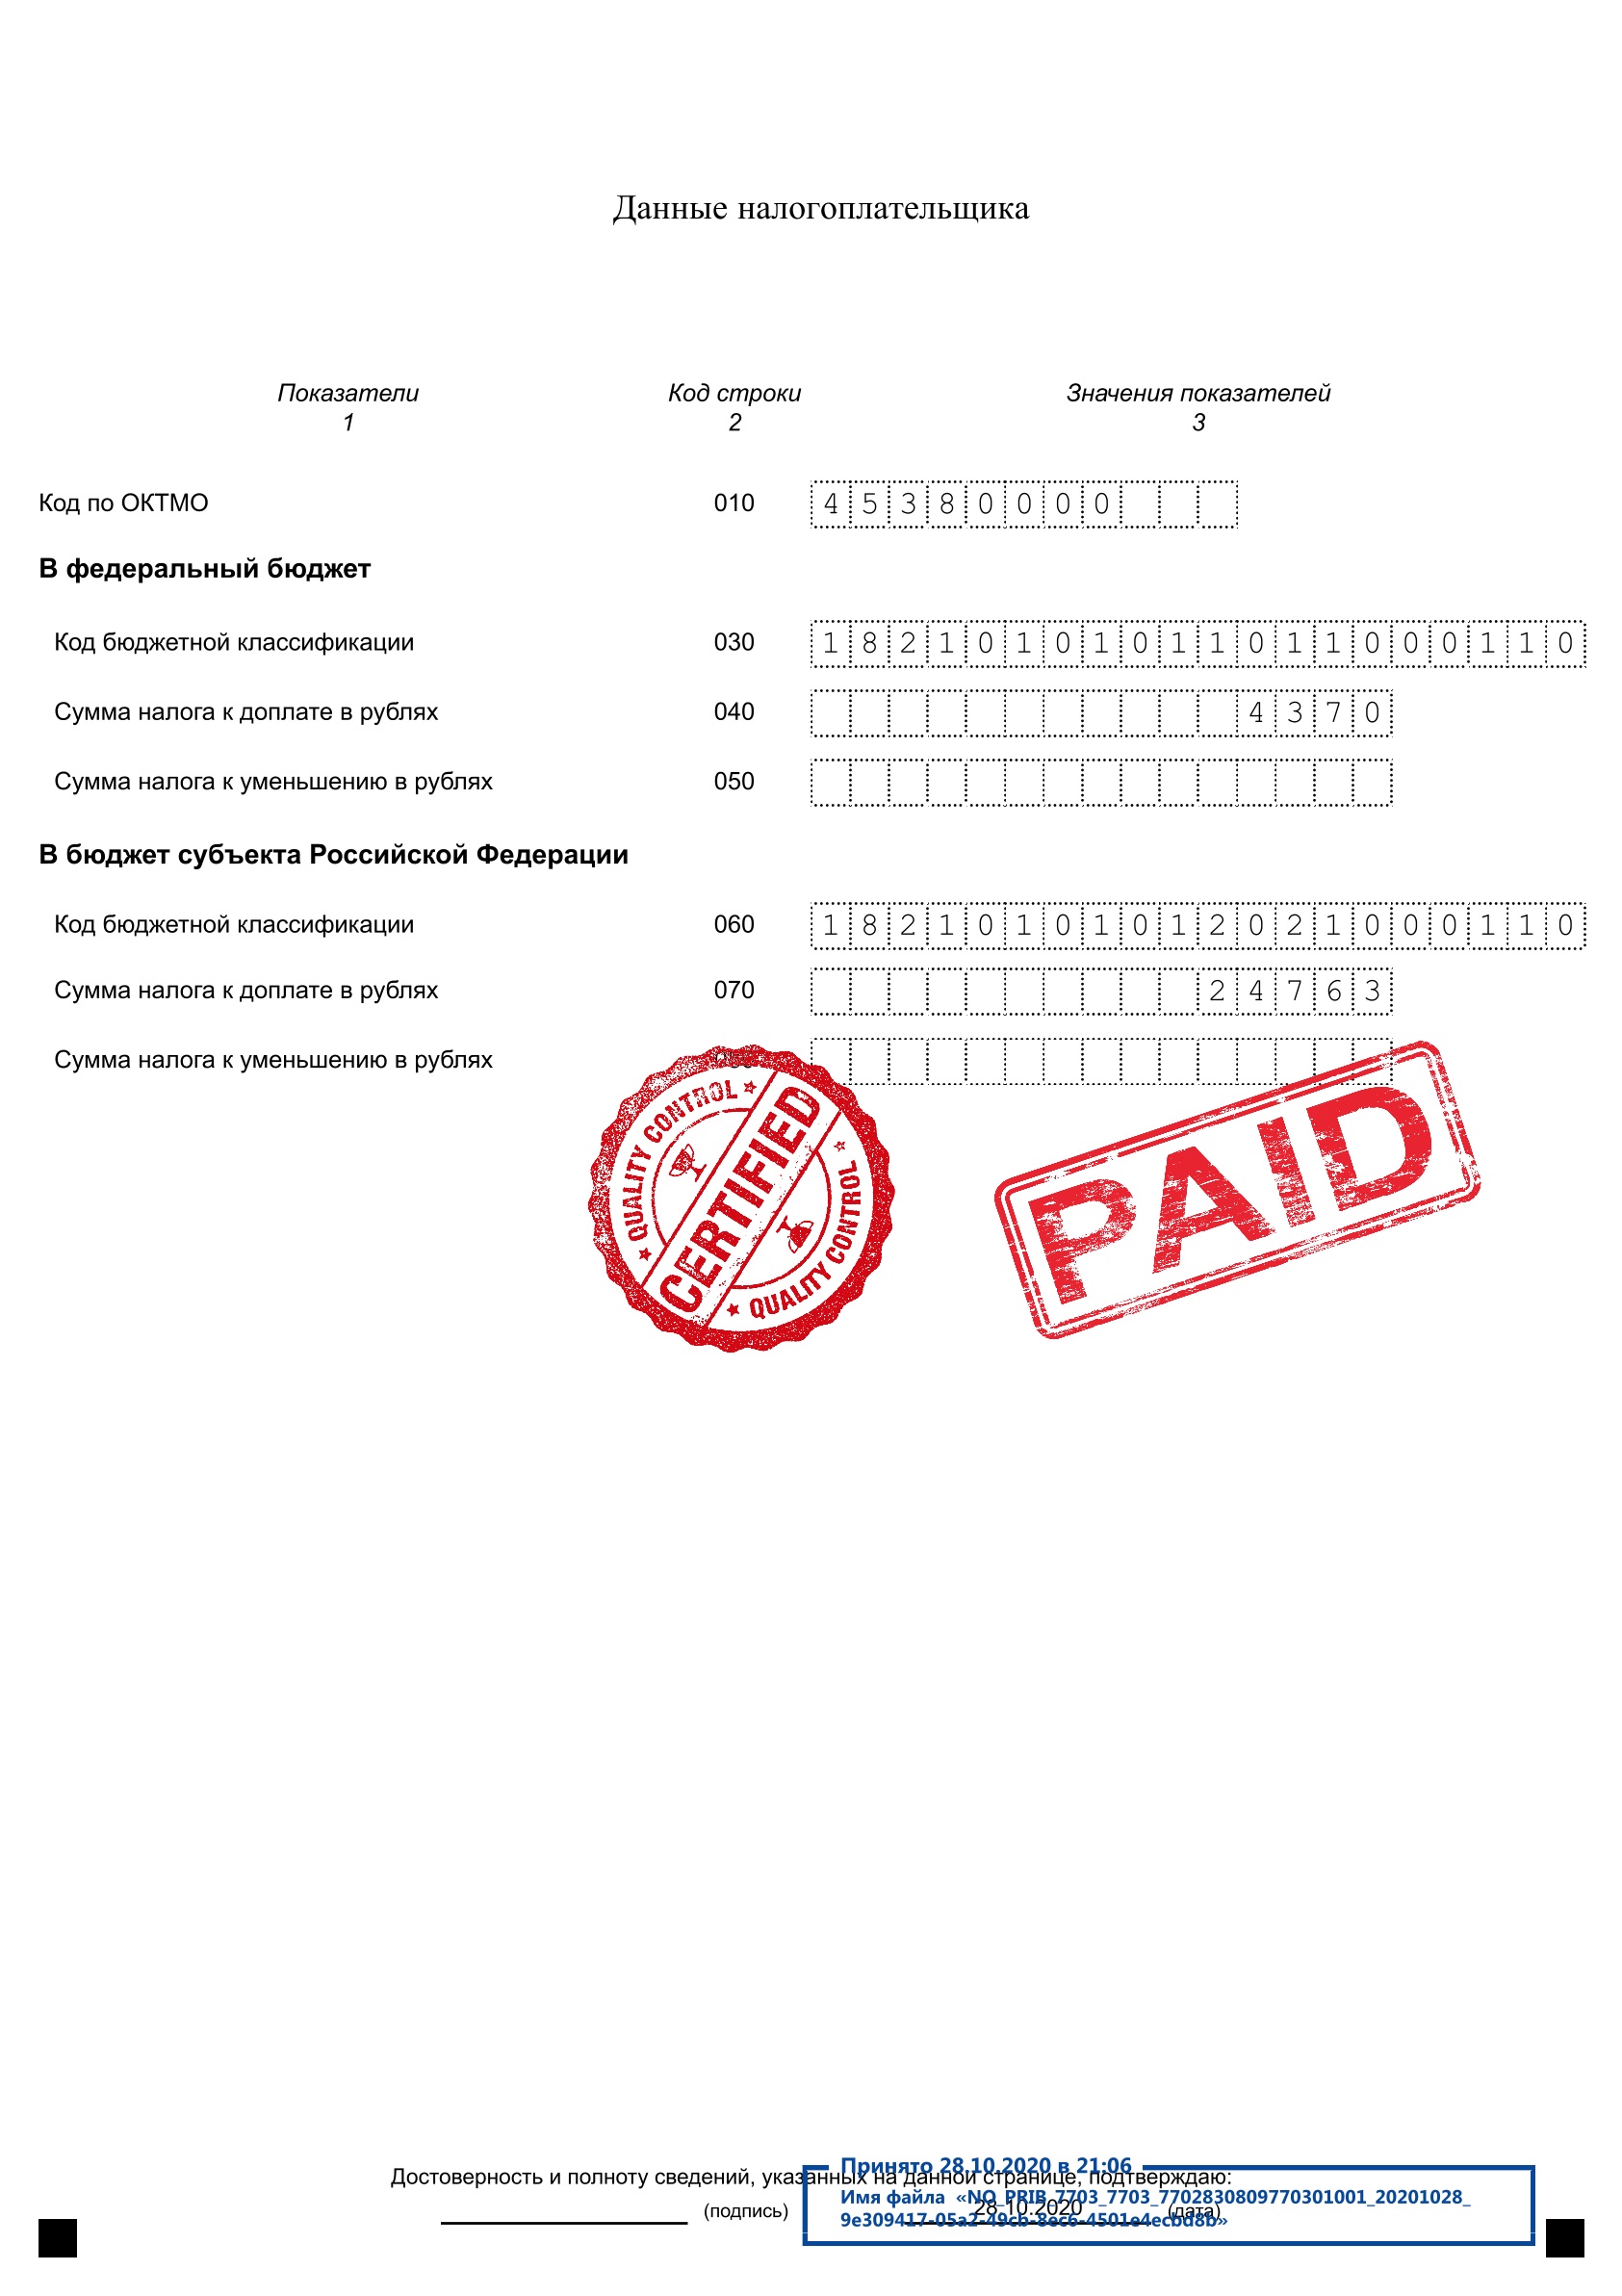 Данные налогоплательщика
Показатели Код строки Значения показателей
1 2 3
Код по ОКТМО 010 45380000
В федеральный бюджет
Код бюджетной классификации 030 18210101011011000110
Сумма налога к доплате в рублях 040 4370
Сумма налога к уменьшению в рублях 050
В бюджет субъекта Российской Федерации
Код бюджетной классификации 060 18210101012021000110
Сумма налога к доплате в рублях 070 24763
Сумма налога к уменьшению в рублях
QUALITY CONTROL
CERTIFIED
QUALITY CONTROL
PAID
Принято 28.10.2020 в 21:06
Достоверность и полноту сведений, указанных на данной странице, подтверждаю:
Имя файла «NO_PRIB_7703_7703_7702830809770301001_20201028_
9e309417-05a2-49cb-8ec6-4501e4ecbd8b»
(подпись) 28.10.2020 (дата)